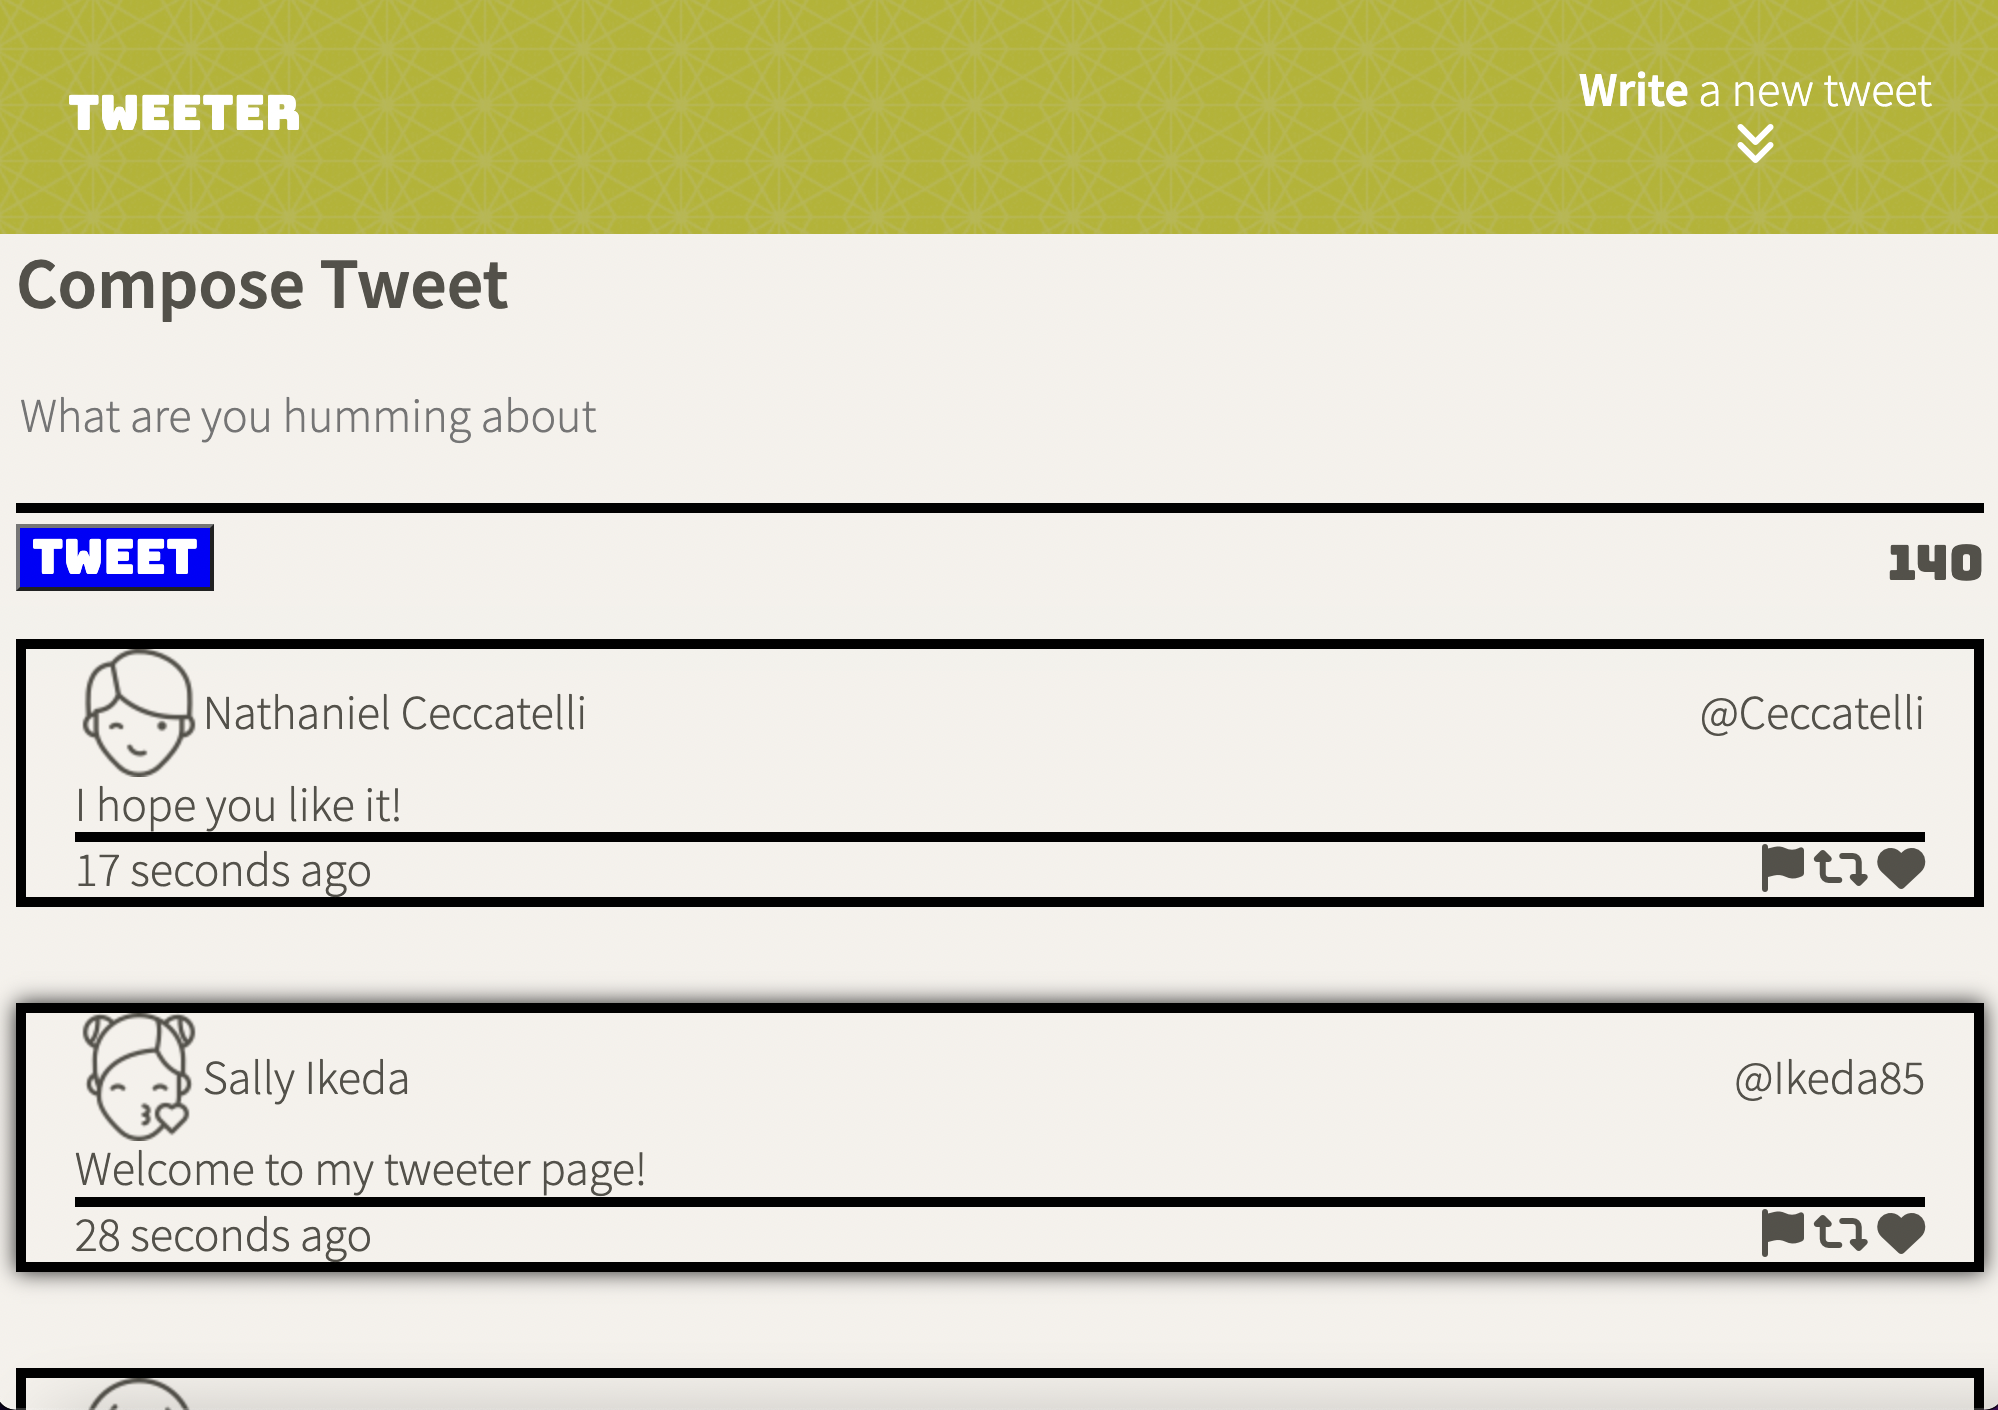 TWEETER
Write a new tweet
Compose Tweet
What are you humming about
TWEET
140
Nathaniel Ceccatelli
@Ceccatelli
I hope you like it!
17 seconds ago
Sally Ikeda
@Ikeda85
Welcome to my tweeter page!
28 seconds ago